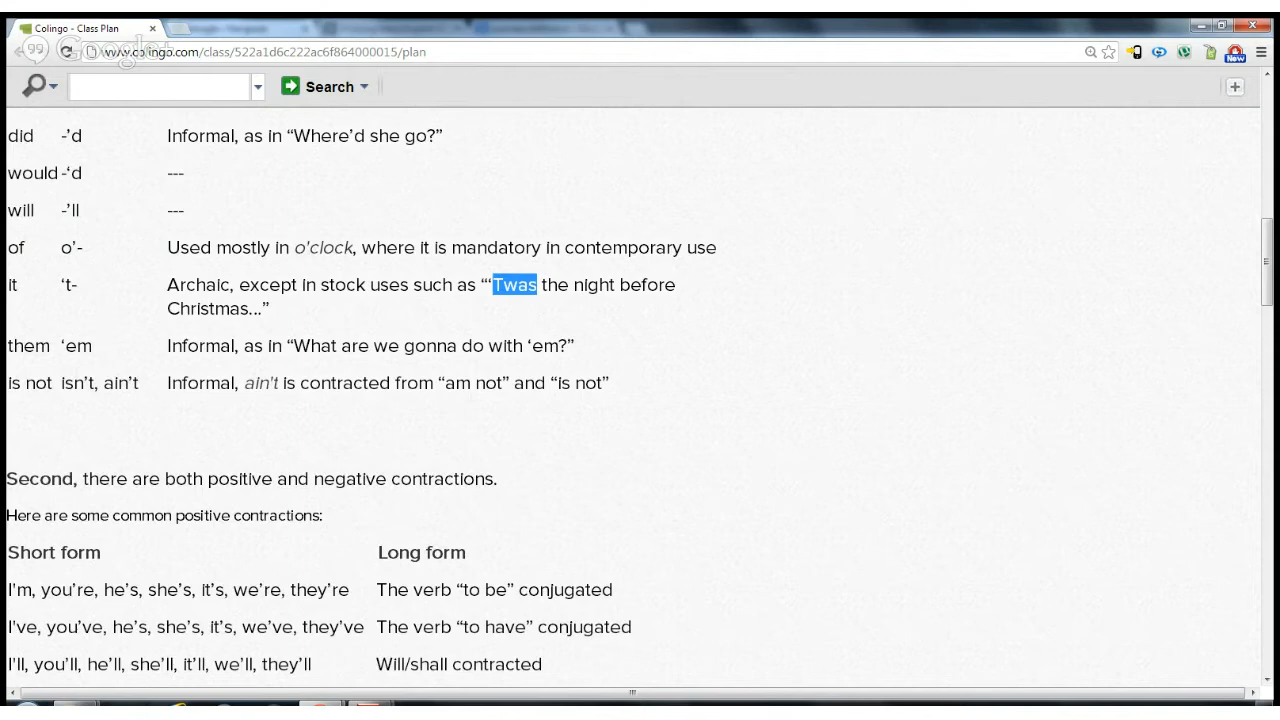 Colingo - Class Plan
Google+
www.colingo.com/class/522a1d6c222ac6f864000015/plan
New
Search
did -’d Informal, as in “Where’d she go?”
would -‘d ---
will -’ll ---
of o’- Used mostly in o'clock, where it is mandatory in contemporary use
it ‘t- Archaic, except in stock uses such as “‘Twas the night before
Christmas...”
them ‘em Informal, as in “What are we gonna do with ‘em?”
is not isn’t, ain’t Informal, ain't is contracted from “am not” and “is not”
Second, there are both positive and negative contractions.
Here are some common positive contractions:
Short form Long form
I'm, you’re, he’s, she’s, it’s, we’re, they’re The verb “to be” conjugated
I've, you’ve, he’s, she’s, it’s, we’ve, they’ve The verb “to have” conjugated
I'll, you’ll, he’ll, she’ll, it’ll, we’ll, they’ll Will/shall contracted